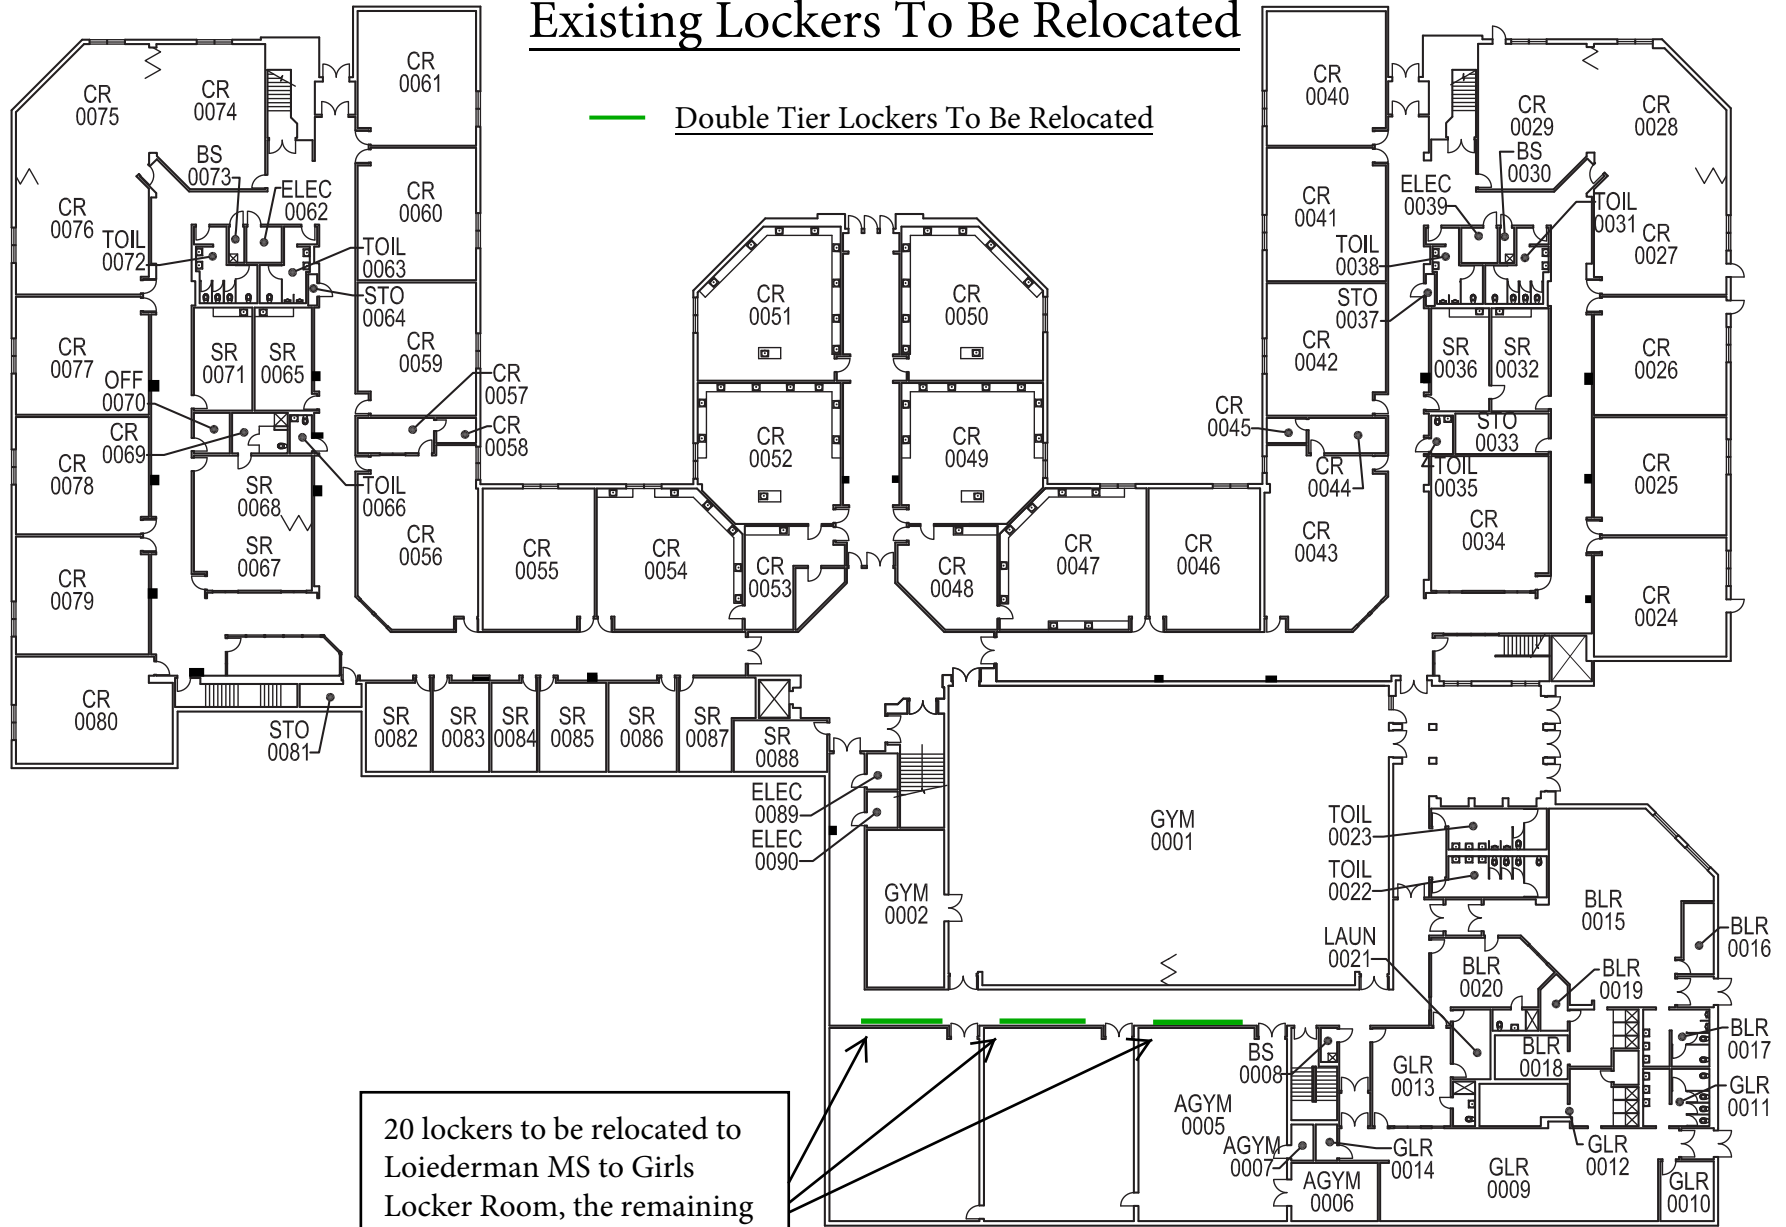 Existing Lockers To Be Relocated
Double Tier Lockers To Be Relocated
CR
0061
CR
0075
CR
0074
BS
0073
ELEC
0062
CR
0060
CR
0076
TOIL
0072
TOIL
0063
STO
0064
CR
0059
CR
0077
SR
0071
SR
0065
OFF
0070
CR
0057
CR
0058
CR
0069
CR
0078
SR
0068
TOIL
0066
SR
0067
CR
0056
CR
0079
CR
0055
CR
0054
CR
0053
CR
0051
CR
0052
CR
0050
CR
0049
CR
0048
CR
0047
CR
0046
CR
0043
CR
0040
CR
0041
CR
0042
CR
0045
CR
0044
CR
0029
CR
0028
BS
0030
ELEC
0039
TOIL
0031
TOIL
0038
CR
0027
STO
0037
SR
0036
SR
0032
CR
0026
STO
0033
TOIL
0035
CR
0034
CR
0025
CR
0024
CR
0080
STO
0081
SR
0082
SR
0083
SR
0084
SR
0085
SR
0086
SR
0087
SR
0088
ELEC
0089
ELEC
0090
GYM
0001
GYM
0002
TOIL
0023
TOIL
0022
BLR
0015
BLR
0016
LAUN
0021
BLR
0020
BLR
0019
BLR
0017
BLR
0018
BS
0008
GLR
0013
GLR
0011
AGYM
0005
AGYM
0007
GLR
0014
GLR
0012
AGYM
0006
GLR
0009
GLR
0010
20 lockers to be relocated to
Loiederman MS to Girls
Locker Room, the remaining